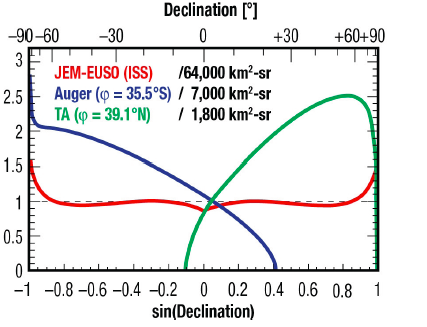 Declination [°]
−90 −60 −30 0 +30 +60 +90
3
JEM-EUSO (ISS) /64,000 km²-sr
2.5
Auger (φ = 35.5°S) / 7,000 km²-sr
TA (φ = 39.1°N) / 1,800 km²-sr
2
1.5
1
0.5
0
−1 −0.8 −0.6 −0.4 −0.2 0 0.2 0.4 0.6 0.8 1
sin(Declination)